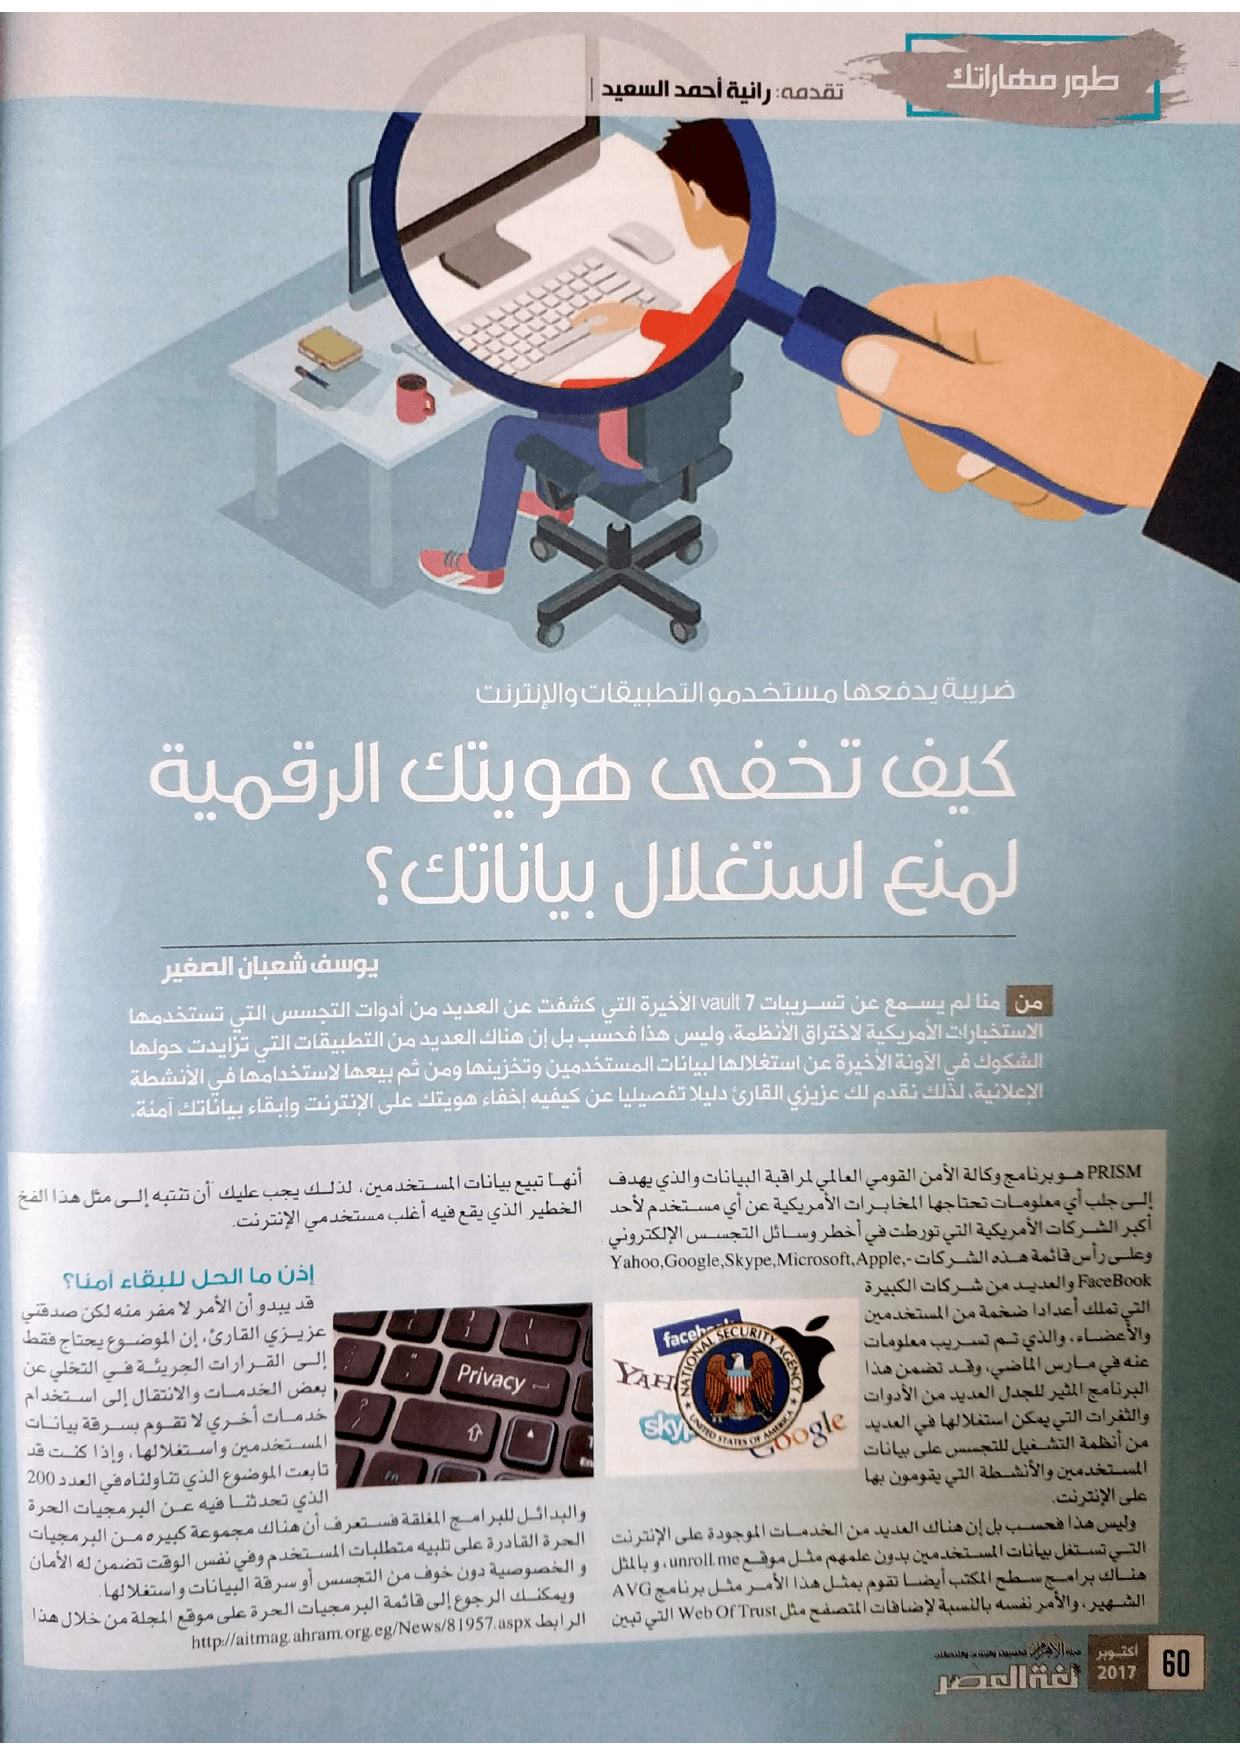 طور مهاراتك
تقدمه: رانية أحمد السعيد
ضريبة يدفعها مستخدمو التطبيقات والإنترنت
كيف تخفى هويتك الرقمية
لمنع استغلال بياناتك؟
يوسف شعبان الصغير
من منا لم يسمع عن تسريبات vault 7 الأخيرة التي كشفت عن العديد من أدوات التجسس التي تستخدمها
الاستخبارات الأمريكية لاختراق الأنظمة، وليس هذا فحسب بل إن هناك العديد من التطبيقات التي تزايدت حولها
الشكوك في الآونة الأخيرة عن استغلالها لبيانات المستخدمين وتخزينها ومن ثم بيعها لاستخدامها في الأنشطة
الإعلانية، لذلك نقدم لك عزيزي القارئ دليلا تفصيليا عن كيفيه إخفاء هويتك على الإنترنت وإبقاء بياناتك آمنة.
PRISM هو برنامج وكالة الأمن القومي العالمي لمراقبة البيانات والذي يهدف
إلى جلب أي معلومات تحتاجها المخابرات الأمريكية عن أي مستخدم لأحد
أكبر الشركات الأمريكية التي تورطت في أخطر وسائل التجسس الإلكتروني
وعلى رأس قائمة هذه الشركات -Yahoo,Google,Skype,Microsoft,Apple,
FaceBook والعديد من شركات الكبيرة
التي تملك أعدادا ضخمة من المستخدمين
والأعضاء، والذي تم تسريب معلومات
عنه في مارس الماضي، وقد تضمن هذا
البرنامج المثير للجدل العديد من الأدوات
والثغرات التي يمكن استغلالها في العديد
من أنظمة التشغيل للتجسس على بيانات
المستخدمين والأنشطة التي يقومون بها
على الإنترنت.
facebook
YAH
skyp
Google
NATIONAL SECURITY AGENCY
UNITED STATES OF AMERICA
وليس هذا فحسب بل إن هناك العديد من الخدمات الموجودة على الإنترنت
التي تستغل بيانات المستخدمين بدون علمهم مثل موقع unroll.me، وبالمثل
هناك برامج سطح المكتب أيضا تقوم بمثل هذا الأمر مثل برنامج AVG
الشهير، والأمر نفسه بالنسبة لإضافات المتصفح مثل Web Of Trust التي تبين
أنها تبيع بيانات المستخدمين، لذلك يجب عليك أن تنتبه إلى مثل هذا الفخ
الخطير الذي يقع فيه أغلب مستخدمي الإنترنت.
إذن ما الحل للبقاء آمنا؟
قد يبدو أن الأمر لا مفر منه لكن صدقتي
عزيزي القارئ، إن الموضوع يحتاج فقط
إلى القرارات الجريئة في التخلي عن
بعض الخدمات والانتقال إلى استخدام
خدمات أخري لا تقوم بسرقة بيانات
المستخدمين واستغلالها، وإذا كنت قد
تابعت الموضوع الذي تناولناه في العدد 200
الذي تحدثنا فيه عن البرمجيات الحرة
Privacy
والبدائل للبرامج المغلقة فستعرف أن هناك مجموعة كبيره من البرمجيات
الحرة القادرة على تلبيه متطلبات المستخدم وفي نفس الوقت تضمن له الأمان
و الخصوصية دون خوف من التجسس أو سرقة البيانات واستغلالها.
ويمكنك الرجوع إلى قائمة البرمجيات الحرة على موقع المجلة من خلال هذا
الرابط http://aitmag.ahram.org.eg/News/81957.aspx
60
أكتوبر
2017
لغة العصر